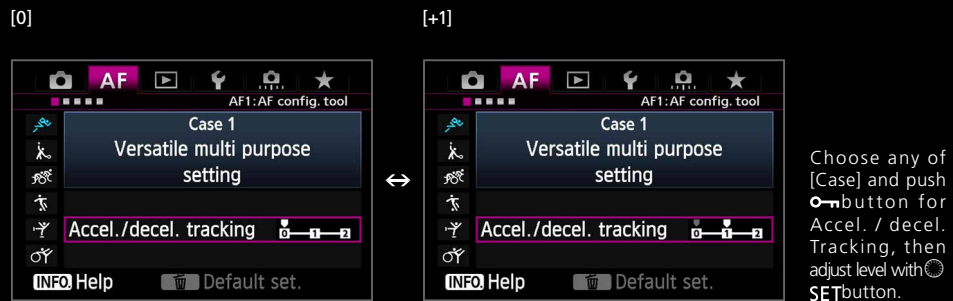 [0]
[+1]
AF
AF1:AF config. tool
Case 1
Versatile multi purpose
setting
Accel./decel. tracking 0 1 2
INFO. Help Default set.
AF
AF1:AF config. tool
Case 1
Versatile multi purpose
setting
Accel./decel. tracking 0 1 2
INFO. Help Default set.
Choose any of
[Case] and push
button for
Accel. / decel.
Tracking, then
adjust level with
SETbutton.